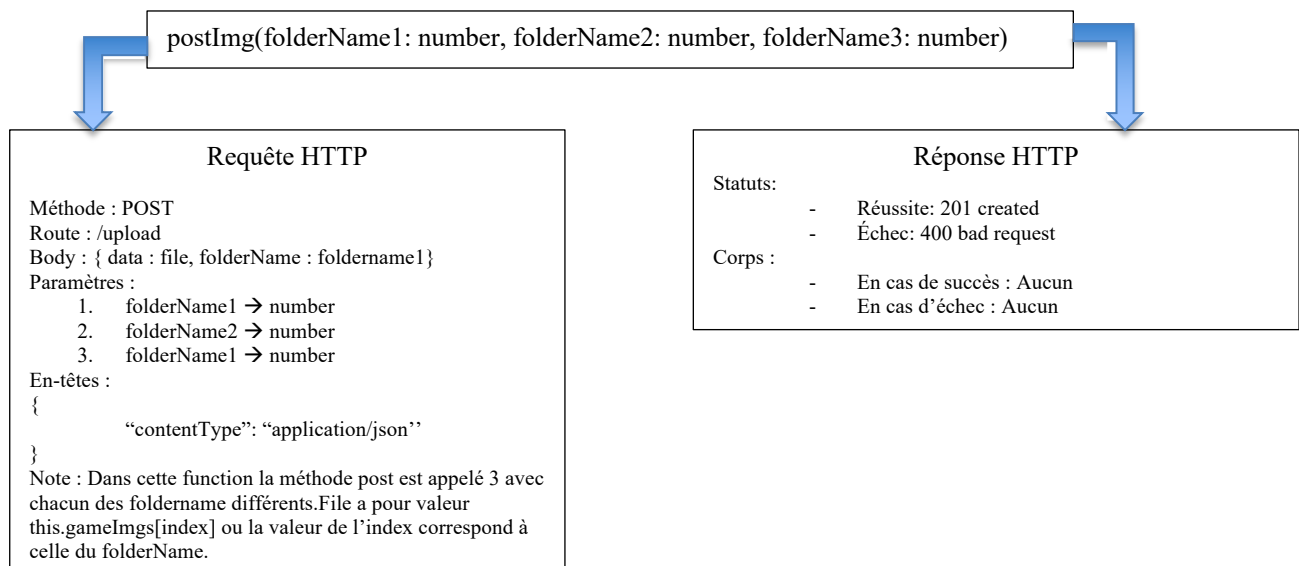 postImg(folderName1: number, folderName2: number, folderName3: number)
Requête HTTP
Méthode : POST
Route : /upload
Body : { data : file, folderName : foldername1}
Paramètres :
1. folderName1 → number
2. folderName2 → number
3. folderName1 → number
En-têtes :
{
“contentType”: “application/json’’
}
Note : Dans cette function la méthode post est appelé 3 avec
chacun des foldername différents.File a pour valeur
this.gameImgs[index] ou la valeur de l’index correspond à
celle du folderName.
Réponse HTTP
Statuts:
- Réussite: 201 created
- Échec: 400 bad request
Corps :
- En cas de succès : Aucun
- En cas d’échec : Aucun